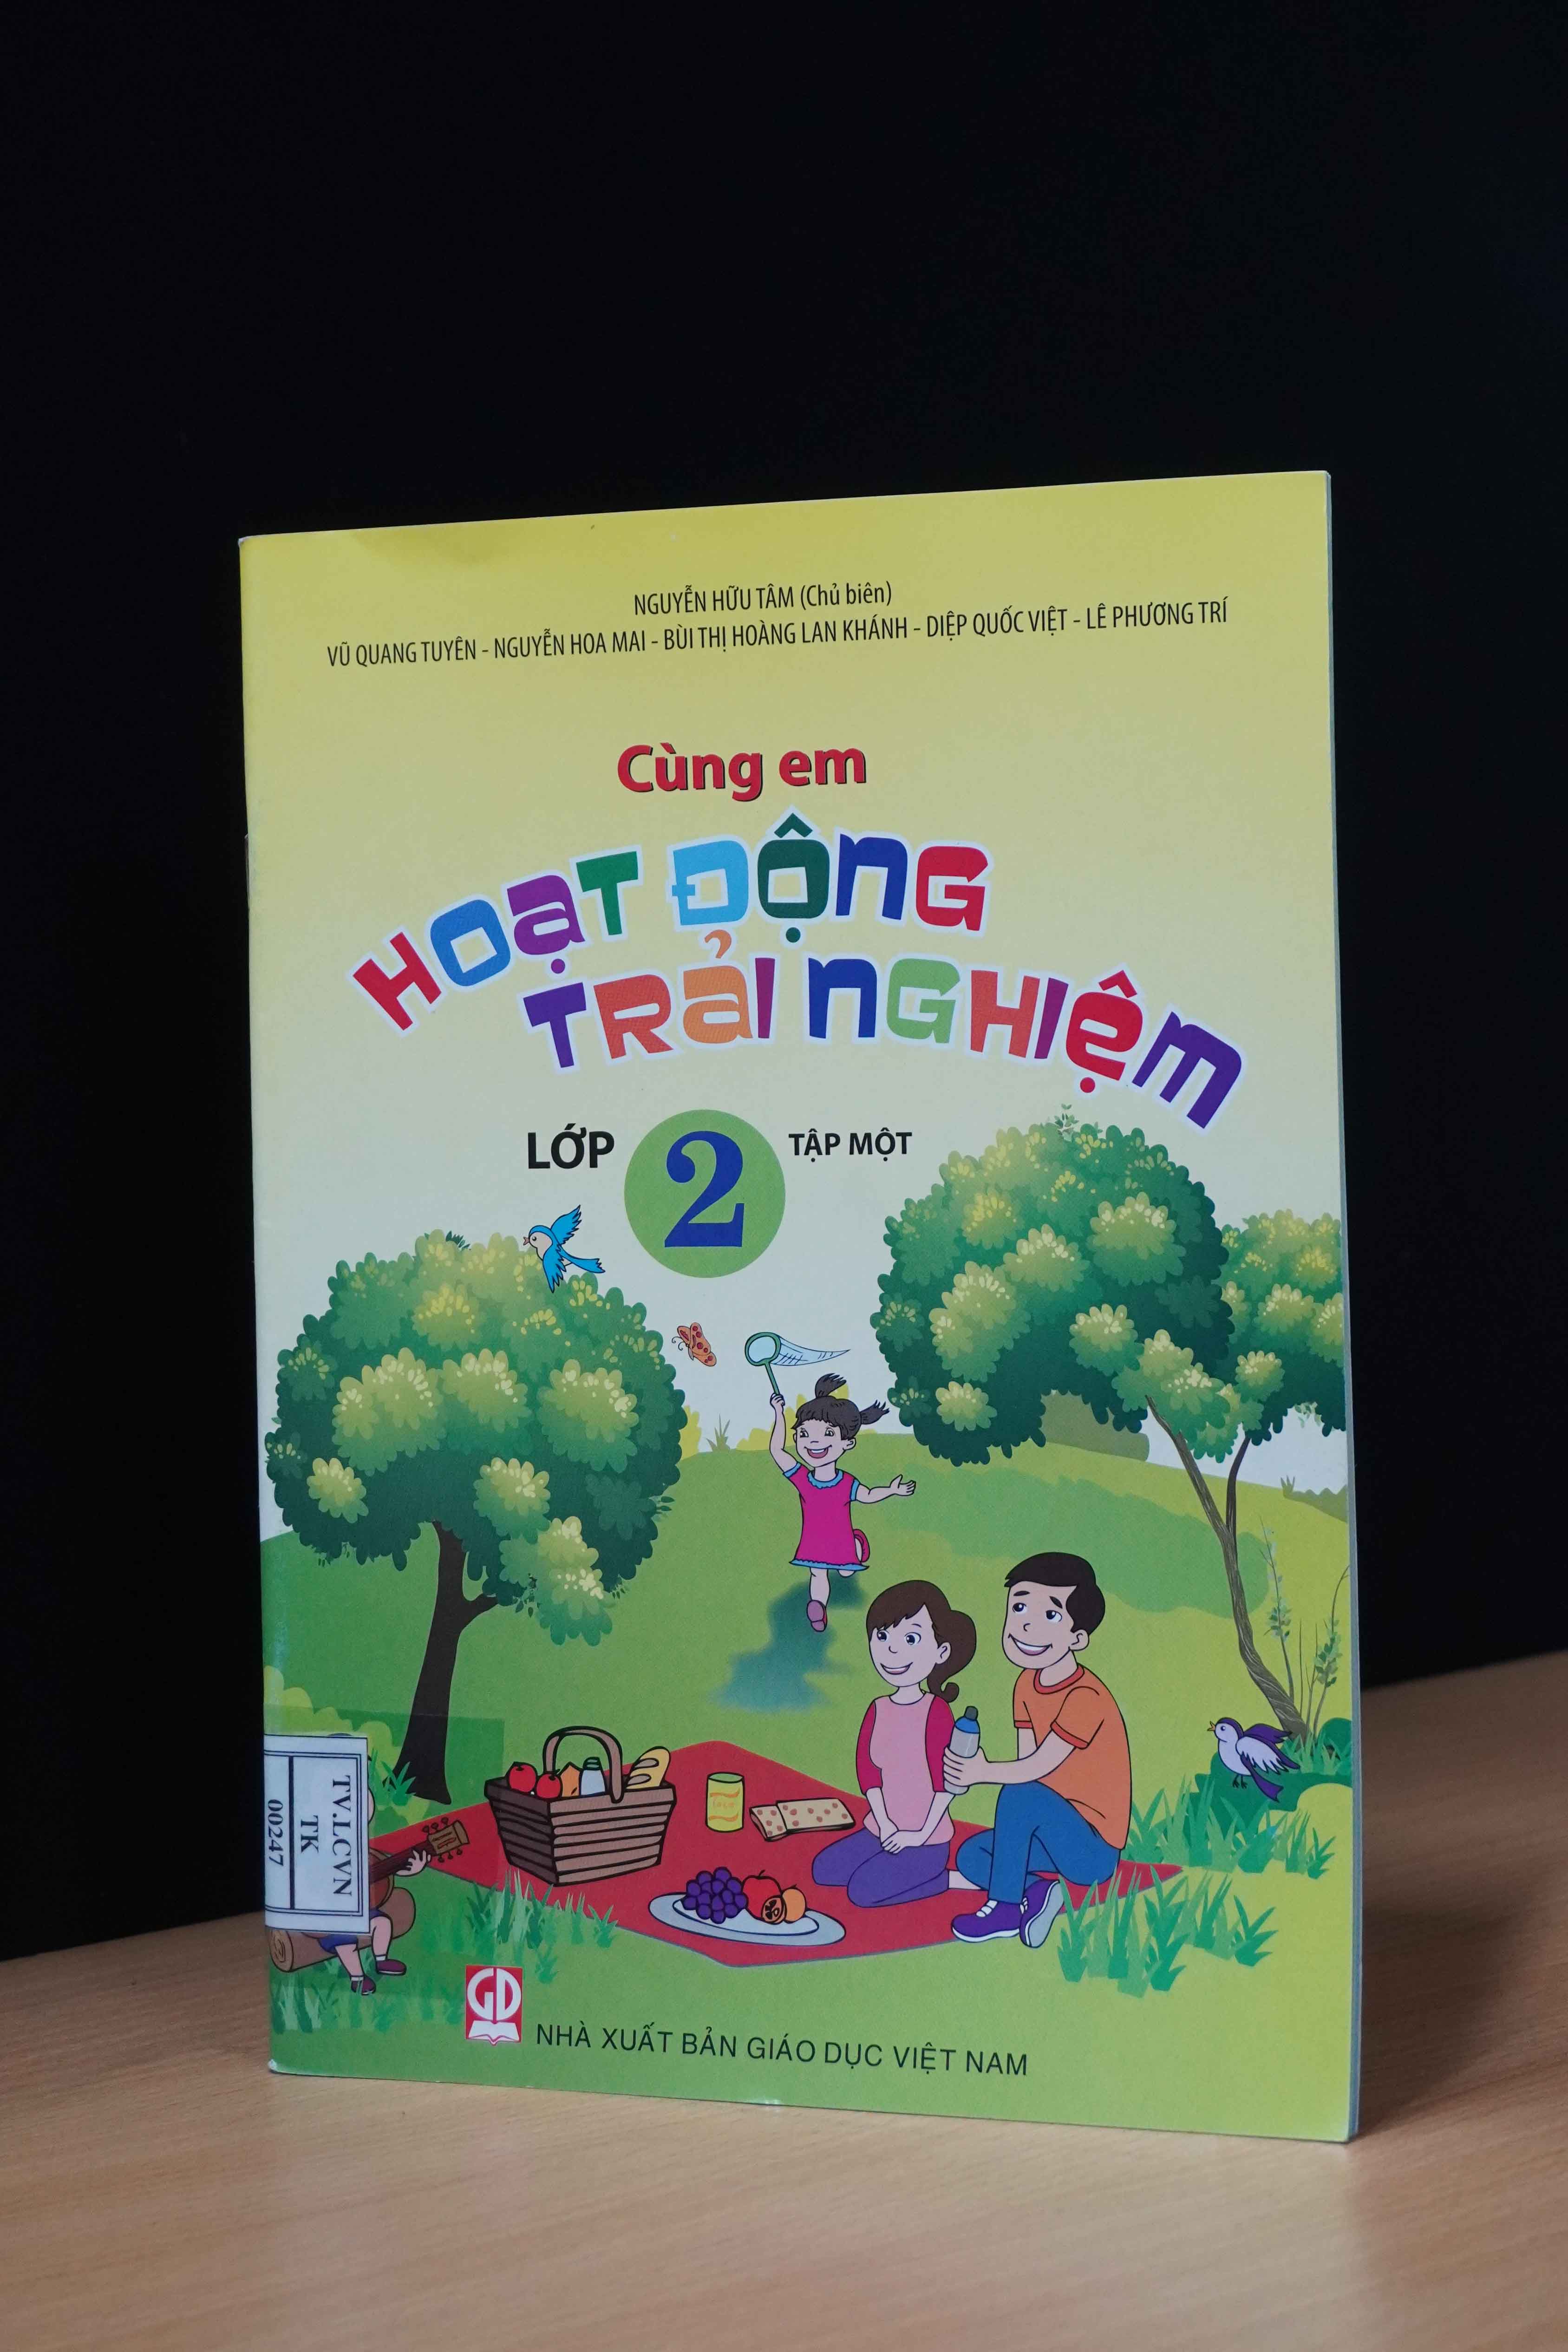 NGUYỄN HỮU TÂM (Chủ biên)
VŨ QUANG TUYÊN - NGUYỄN HOA MAI - BÙI THỊ HOÀNG LAN KHÁNH - DIỆP QUỐC VIỆT - LÊ PHƯƠNG TRÍ
Cùng em
HOẠT ĐỘNG
TRẢI NGHIỆM
LỚP 2 TẬP MỘT
TV.T.CVN
TK
00247
GD
NHÀ XUẤT BẢN GIÁO DỤC VIỆT NAM